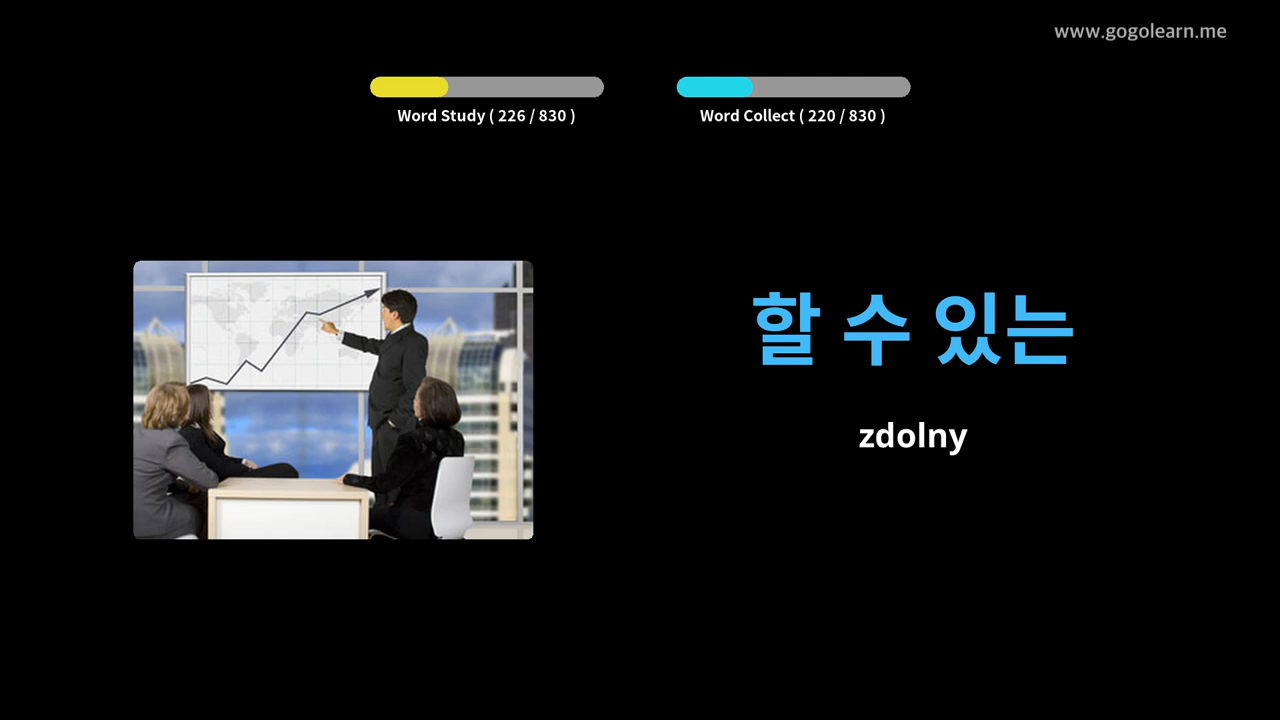 www.gogolearn.me
Word Study ( 226 / 830 )
Word Collect ( 220 / 830 )
할 수 있는
zdolny